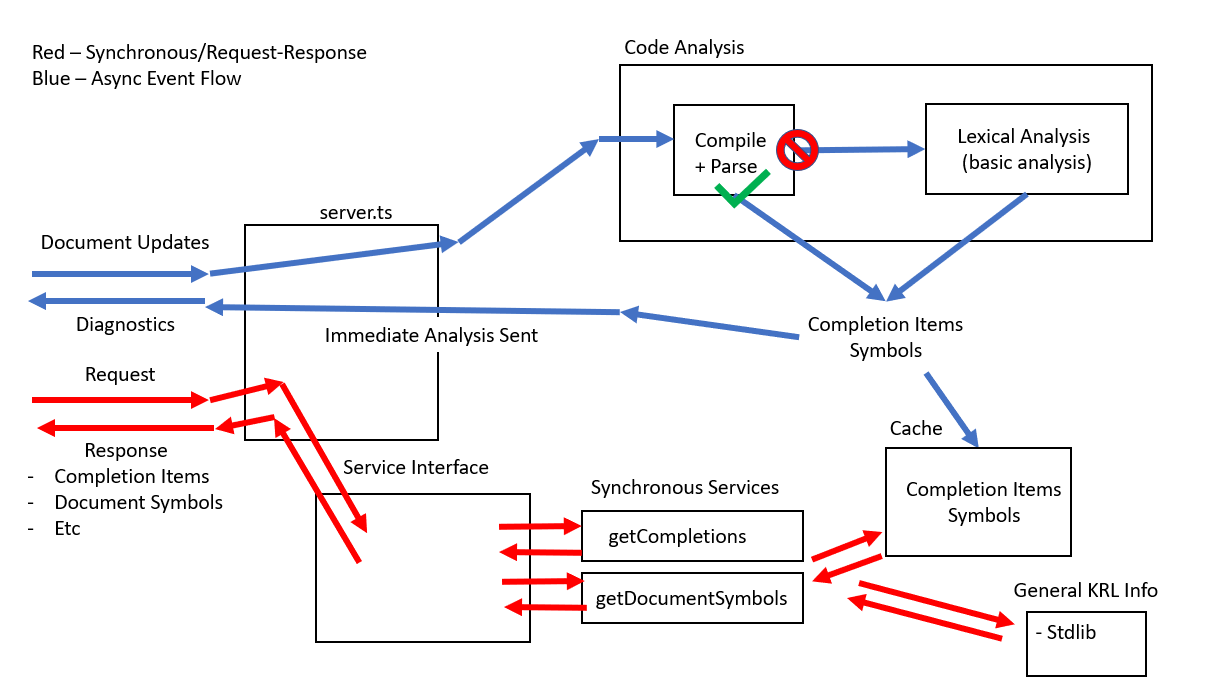 Red – Synchronous/Request-Response
Blue – Async Event Flow
Code Analysis
Compile
+ Parse
Lexical Analysis
(basic analysis)
server.ts
Document Updates
Diagnostics
Immediate Analysis Sent
Completion Items
Symbols
Request
Response
- Completion Items
- Document Symbols
- Etc
Service Interface
Synchronous Services
getCompletions
getDocumentSymbols
Cache
Completion Items
Symbols
General KRL Info
- Stdlib